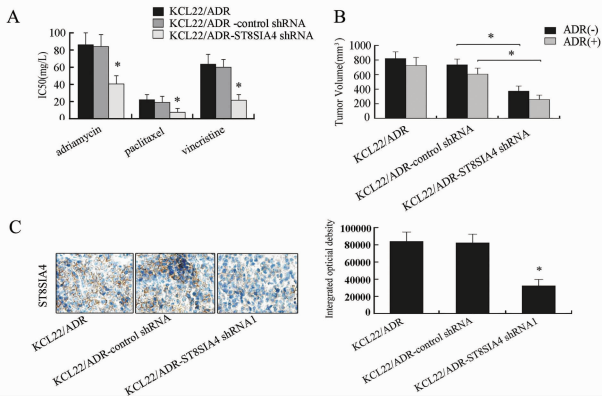 A
KCL22/ADR
KCL22/ADR -control shRNA
KCL22/ADR-ST8SIA4 shRNA
IC50(mg/L)
100
80
60
40
20
0
*
*
*
adriamycin
paclitaxel
vincristine
B
ADR(-)
ADR(+)
Tumor Volume(mm³)
1000
800
600
400
200
0
*
*
KCL22/ADR
KCL22/ADR-control shRNA
KCL22/ADR-ST8SIA4 shRNA
C
ST8SIA4
KCL22/ADR
KCL22/ADR-control shRNA
KCL22/ADR-ST8SIA4 shRNA1
Intergrated opticial debsity
100000
80000
60000
40000
20000
0
*
KCL22/ADR
KCL22/ADR-control shRNA
KCL22/ADR-ST8SIA4 shRNA1